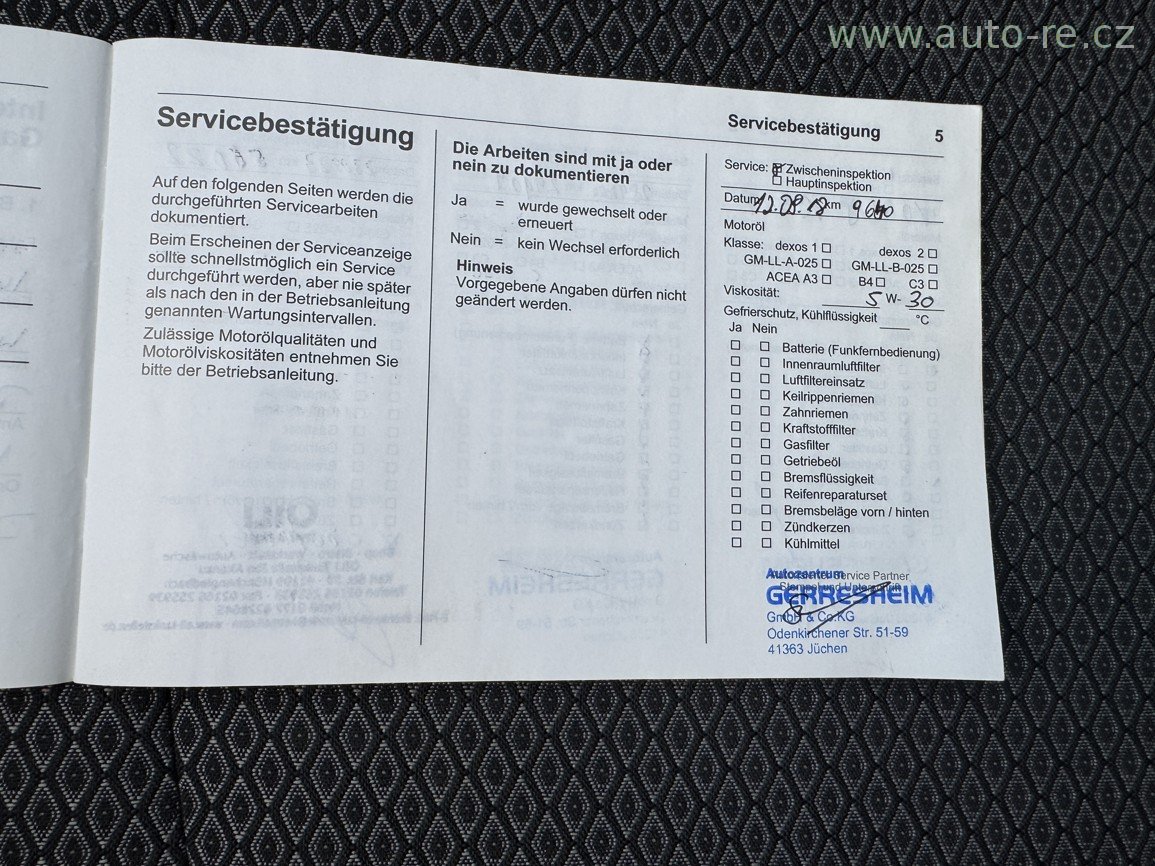 www.auto-re.cz
Servicebestätigung 5
Servicebestätigung
Auf den folgenden Seiten werden die
durchgeführten Servicearbeiten
dokumentiert.
Beim Erscheinen der Serviceanzeige
sollte schnellstmöglich ein Service
durchgeführt werden, aber nie später
als nach den in der Betriebsanleitung
genannten Wartungsintervallen.
Zulässige Motorölqualitäten und
Motorölviskositäten entnehmen Sie
bitte der Betriebsanleitung.
Die Arbeiten sind mit ja oder
nein zu dokumentieren
Ja = wurde gewechselt oder
erneuert
Nein = kein Wechsel erforderlich
Hinweis
Vorgegebene Angaben dürfen nicht
geändert werden.
Service: Zwischeninspektion
Hauptinspektion
Datum 12.09.18 km
Motoröl
Klasse: dexos 1 dexos 2
GM-LL-A-025 GM-LL-B-025
ACEA A3 B4 C3
Viskosität: 5 W- 30
Gefrierschutz, Kühlflüssigkeit °C
Ja Nein
Batterie (Funkfernbedienung)
Innenraumluftfilter
Luftfiltereinsatz
Keilrippenriemen
Zahnriemen
Kraftstofffilter
Gasfilter
Getriebeöl
Bremsflüssigkeit
Reifenreparaturset
Bremsbeläge vorn / hinten
Zündkerzen
Kühlmittel
Autozentrum Service Partner
Stempel und Unterschrift
GERRESHEIM
GmbH & Co.KG
Odenkirchener Str. 51-59
41363 Jüchen